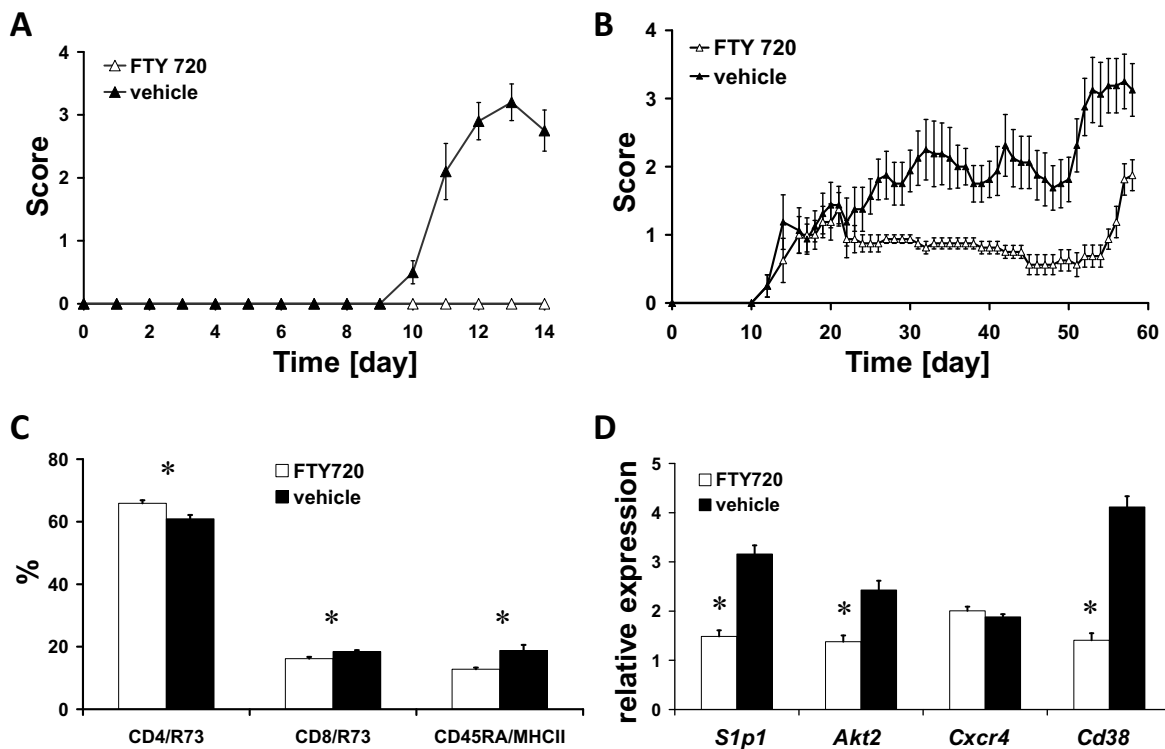 A
FTY 720
vehicle
Score
4
3
2
1
0
0 2 4 6 8 10 12 14
Time [day]
B
FTY 720
vehicle
Score
4
3
2
1
0
0 10 20 30 40 50 60
Time [day]
C
FTY720
vehicle
%
80
60
40
20
0
* * *
CD4/R73 CD8/R73 CD45RA/MHCII
D
FTY720
vehicle
relative expression
5
4
3
2
1
0
* * *
S1p1 Akt2 Cxcr4 Cd38